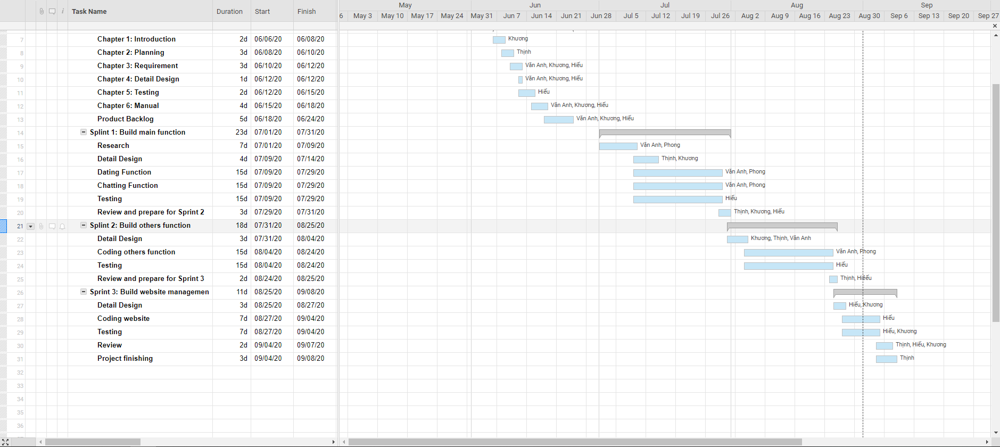 May Jun Jul Aug Sep
Task Name Duration Start Finish
6 May 3 May 10 May 17 May 24 May 31 Jun 7 Jun 14 Jun 21 Jun 28 Jul 5 Jul 12 Jul 19 Jul 26 Aug 2 Aug 9 Aug 16 Aug 23 Aug 30 Sep 6 Sep 13 Sep 20 Sep 27
7 Chapter 1: Introduction 2d 06/06/20 06/08/20 Khương
8 Chapter 2: Planning 3d 06/08/20 06/10/20 Thịnh
9 Chapter 3: Requirement 3d 06/10/20 06/12/20 Văn Anh, Khương, Hiếu
10 Chapter 4: Detail Design 1d 06/12/20 06/12/20 Văn Anh, Khương, Hiếu
11 Chapter 5: Testing 2d 06/12/20 06/15/20 Hiếu
12 Chapter 6: Manual 4d 06/15/20 06/18/20 Văn Anh, Khương, Hiếu
13 Product Backlog 5d 06/18/20 06/24/20 Văn Anh, Khương, Hiếu
14 Splint 1: Build main function 23d 07/01/20 07/31/20
15 Research 7d 07/01/20 07/09/20 Văn Anh, Phong
16 Detail Design 4d 07/09/20 07/14/20 Thịnh, Khương
17 Dating Function 15d 07/09/20 07/29/20 Văn Anh, Phong
18 Chatting Function 15d 07/09/20 07/29/20 Văn Anh, Phong
19 Testing 15d 07/09/20 07/29/20 Hiếu
20 Review and prepare for Sprint 2 3d 07/29/20 07/31/20 Thịnh, Khương, Hiếu
21 Splint 2: Build others function 18d 07/31/20 08/25/20
22 Detail Design 3d 07/31/20 08/04/20 Khương, Thịnh, Văn Anh
23 Coding others function 15d 08/04/20 08/24/20 Văn Anh, Phong
24 Testing 15d 08/04/20 08/24/20 Hiếu
25 Review and prepare for Sprint 3 2d 08/24/20 08/25/20 Thịnh, Hiêếu
26 Sprint 3: Build website managemen 11d 08/25/20 09/08/20
27 Detail Design 3d 08/25/20 08/27/20 Hiếu, Khương
28 Coding website 7d 08/27/20 09/04/20 Hiếu
29 Testing 7d 08/27/20 09/04/20 Hiếu, Khương
30 Review 2d 09/04/20 09/07/20 Thịnh, Hiếu, Khương
31 Project finishing 3d 09/04/20 09/08/20 Thịnh
32
33
34
35
36